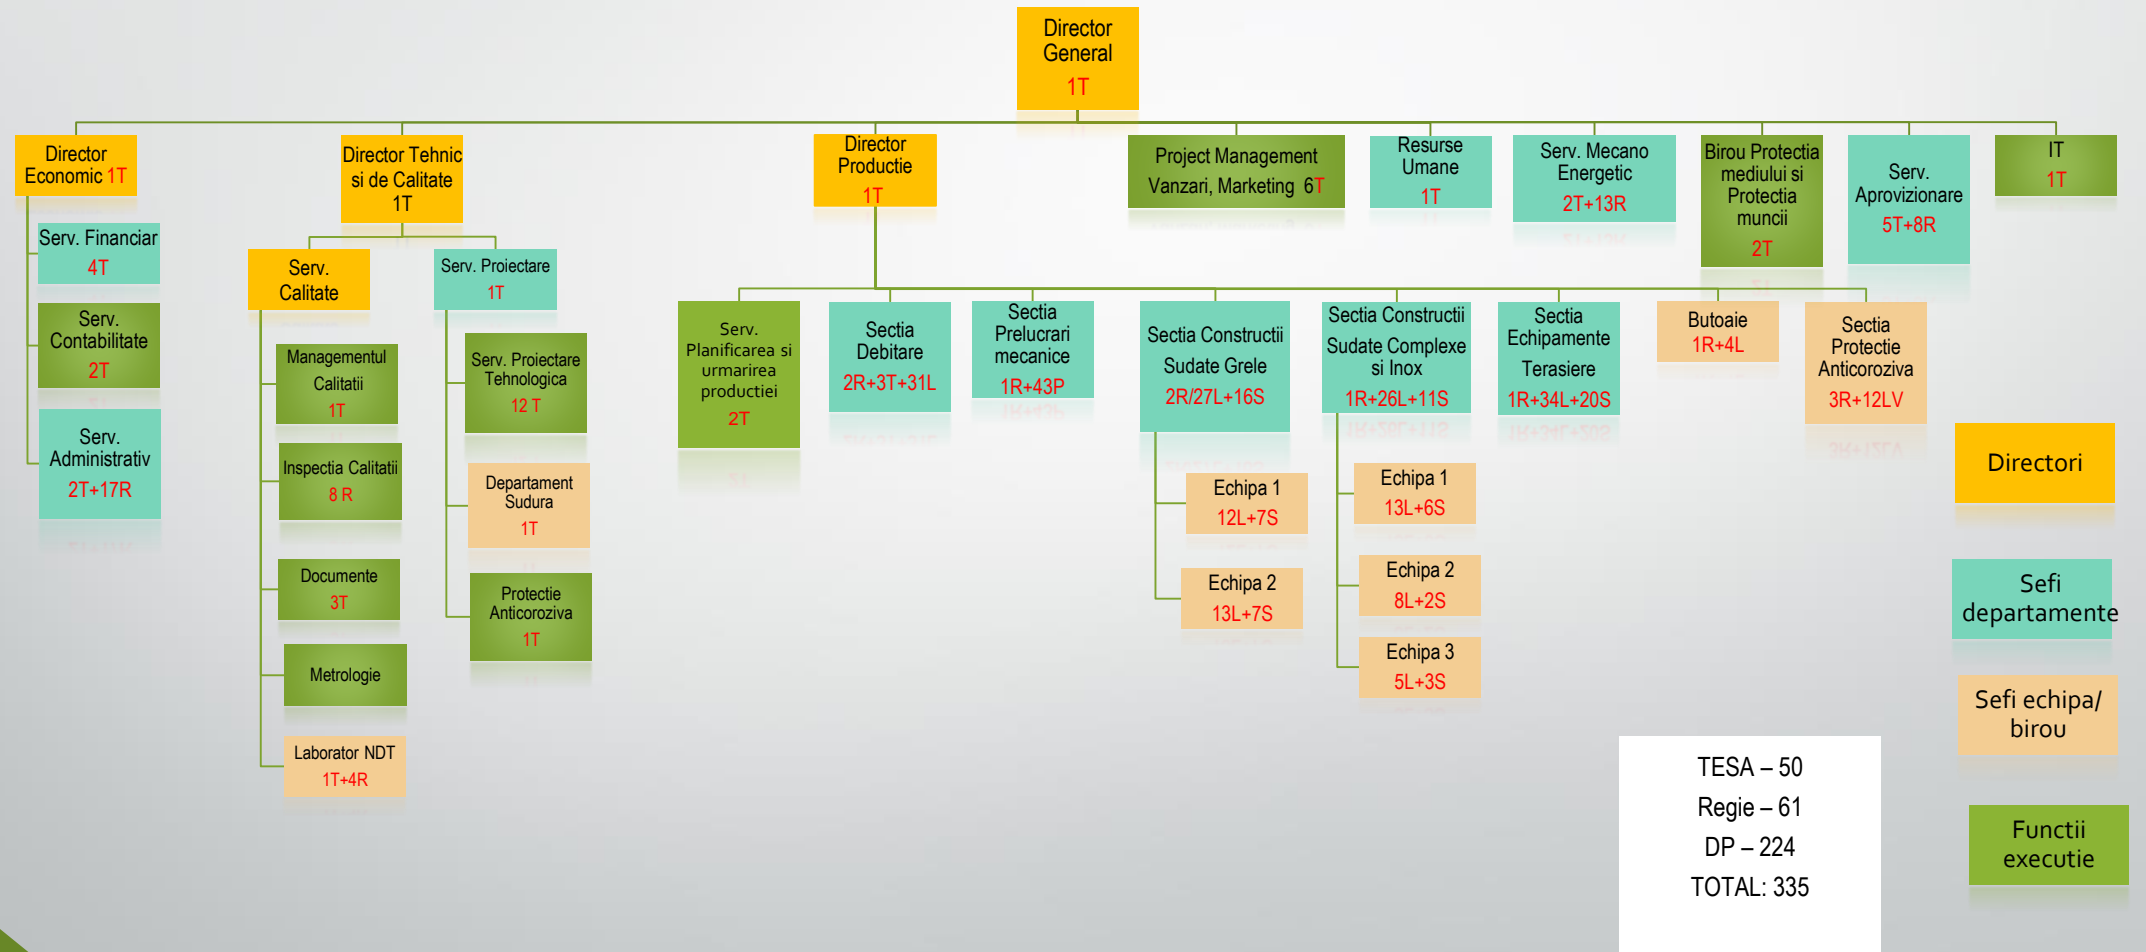 Director
General
1T
Director
Economic 1T
Director Tehnic
si de Calitate
1T
Director
Productie
1T
Project Management
Vanzari, Marketing 6T
Resurse
Umane
1T
Serv. Mecano
Energetic
2T+13R
Birou Protectia
mediului si
Protectia
muncii
2T
Serv.
Aprovizionare
5T+8R
IT
1T
Serv. Financiar
4T
Serv.
Contabilitate
2T
Serv.
Administrativ
2T+17R
Serv.
Calitate
Serv. Proiectare
1T
Managementul
Calitatii
1T
Inspectia Calitatii
8 R
Documente
3T
Metrologie
Laborator NDT
1T+4R
Serv. Proiectare
Tehnologica
12 T
Departament
Sudura
1T
Protectie
Anticoroziva
1T
Serv.
Planificarea si
urmarirea
productiei
2T
Sectia
Debitare
2R+3T+31L
Sectia
Prelucrari
mecanice
1R+43P
Sectia Constructii
Sudate Grele
2R/27L+16S
Sectia Constructii
Sudate Complexe
si Inox
1R+26L+11S
Sectia
Echipamente
Terasiere
1R+34L+20S
Butoaie
1R+4L
Sectia
Protectie
Anticoroziva
3R+12LV
Echipa 1
12L+7S
Echipa 2
13L+7S
Echipa 1
13L+6S
Echipa 2
8L+2S
Echipa 3
5L+3S
Directori
Sefi
departamente
Sefi echipa/
birou
Functii
executie
TESA – 50
Regie – 61
DP – 224
TOTAL: 335